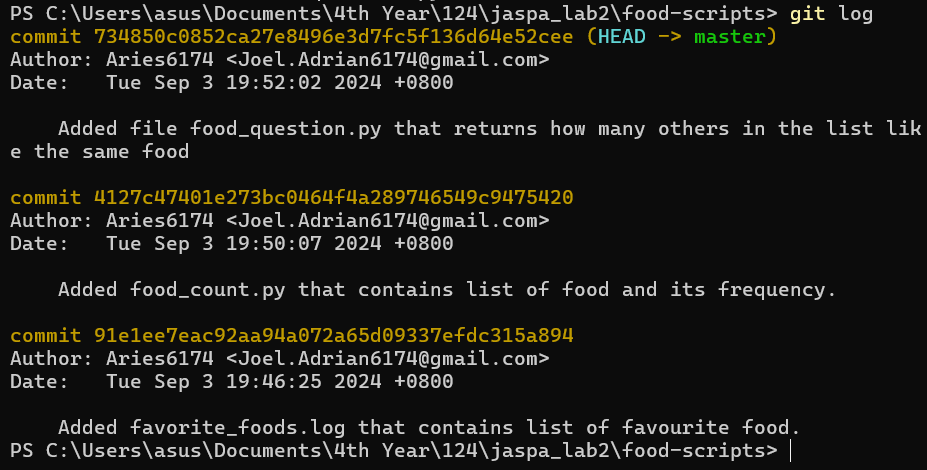 PS C:\Users\asus\Documents\4th Year\124\jaspa_lab2\food-scripts> git log
commit 734850c0852ca27e8496e3d7fc5f136d64e52cee (HEAD -> master)
Author: Aries6174 <Joel.Adrian6174@gmail.com>
Date:   Tue Sep 3 19:52:02 2024 +0800
    Added file food_question.py that returns how many others in the list lik
e the same food
commit 4127c47401e273bc0464f4a289746549c9475420
Author: Aries6174 <Joel.Adrian6174@gmail.com>
Date:   Tue Sep 3 19:50:07 2024 +0800
    Added food_count.py that contains list of food and its frequency.
commit 91e1ee7eac92aa94a072a65d09337efdc315a894
Author: Aries6174 <Joel.Adrian6174@gmail.com>
Date:   Tue Sep 3 19:46:25 2024 +0800
    Added favorite_foods.log that contains list of favourite food.
PS C:\Users\asus\Documents\4th Year\124\jaspa_lab2\food-scripts>